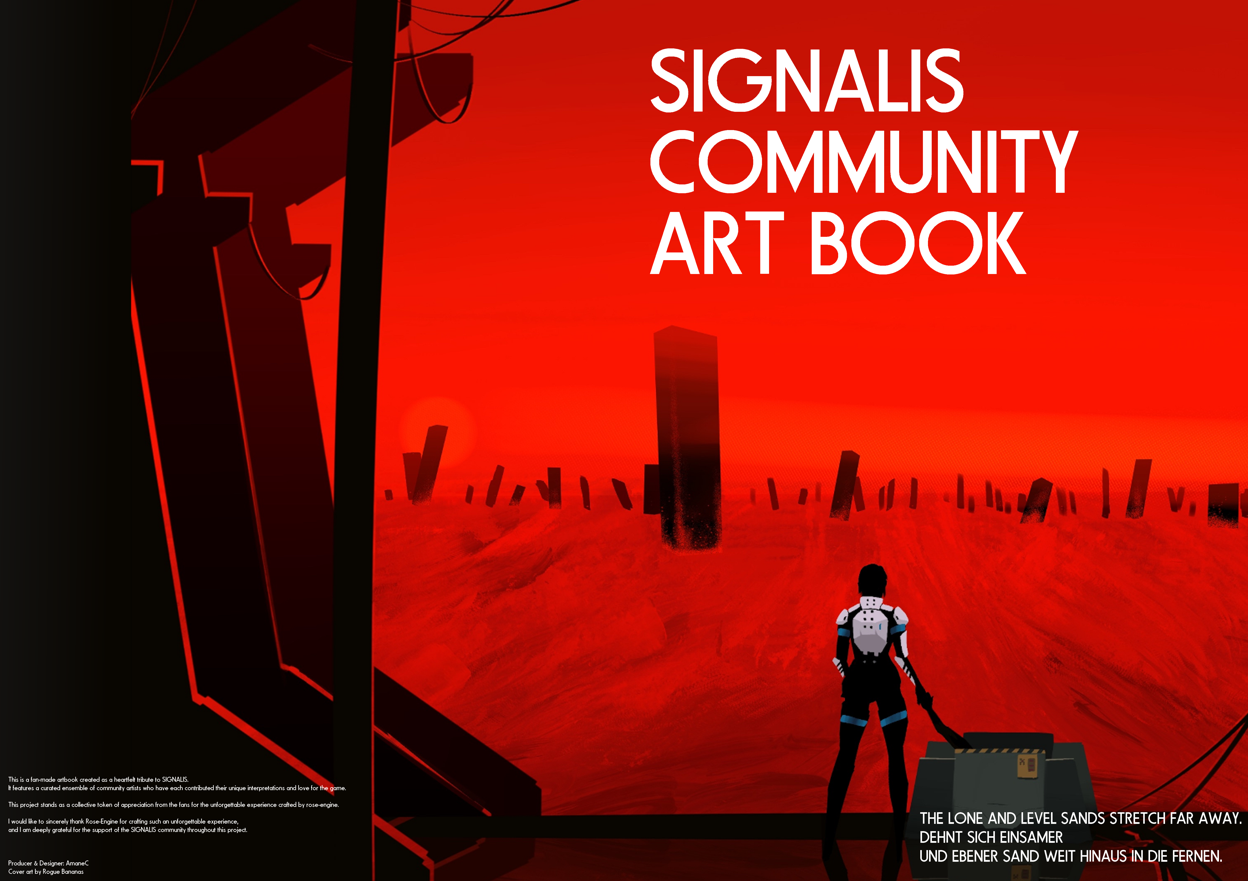 SIGNALIS
COMMUNITY
ART BOOK
This is a fan-made artbook created as a heartfelt tribute to SIGNALIS.
It features a curated ensemble of community artists who have each contributed their unique interpretations and love for the game.
This project stands as a collective token of appreciation from the fans for the unforgettable experience crafted by rose-engine.
I would like to sincerely thank Rose-Engine for crafting such an unforgettable experience,
and I am deeply grateful for the support of the SIGNALIS community throughout this project.
Producer & Designer: AmaneC
Cover art by Rogue Bananas
THE LONE AND LEVEL SANDS STRETCH FAR AWAY.
DEHNT SICH EINSAMER
UND EBENER SAND WEIT HINAUS IN DIE FERNEN.